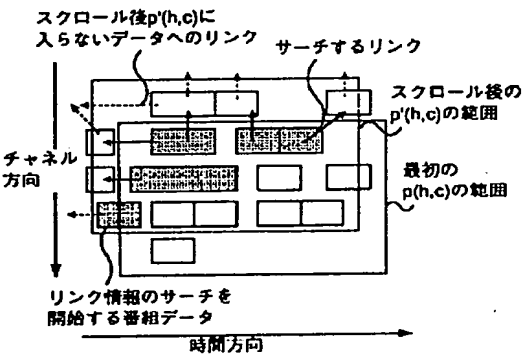 スクロール後p'(h,c)に
入らないデータへのリンク
サーチするリンク
スクロール後の
p'(h,c)の範囲
チャネル
方向
最初の
p(h,c)の範囲
リンク情報のサーチを
開始する番組データ
時間方向